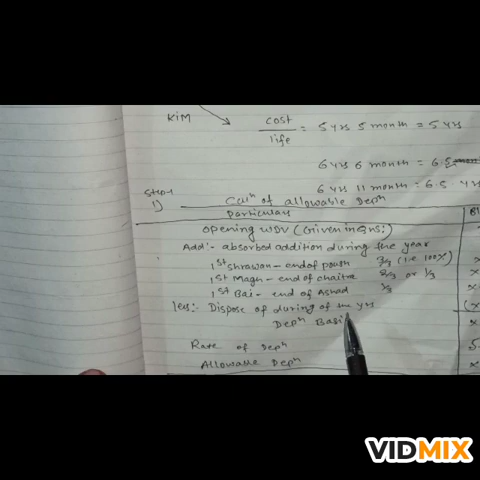 KIM
cost
life
= 5 yrs 5 month = 5 yrs
6 yrs 6 month = 6.5
6 yrs 11 month = 6.5 yrs
Step-1
1) Calⁿ of allowable Depⁿ
Particulars
Opening WDV (Given in Qns:)
Add:- absorbed addition during the year
1st Shrawan - end of poush 3/3 (i.e 100%)
1st Magh - end of chaitra 2/3 or 1/3
1st Bai - end of Ashad 1/3
less:- Dispose of during of the yrs
Depⁿ Basi
Rate of Depⁿ
Allowable Depⁿ
VIDMIX